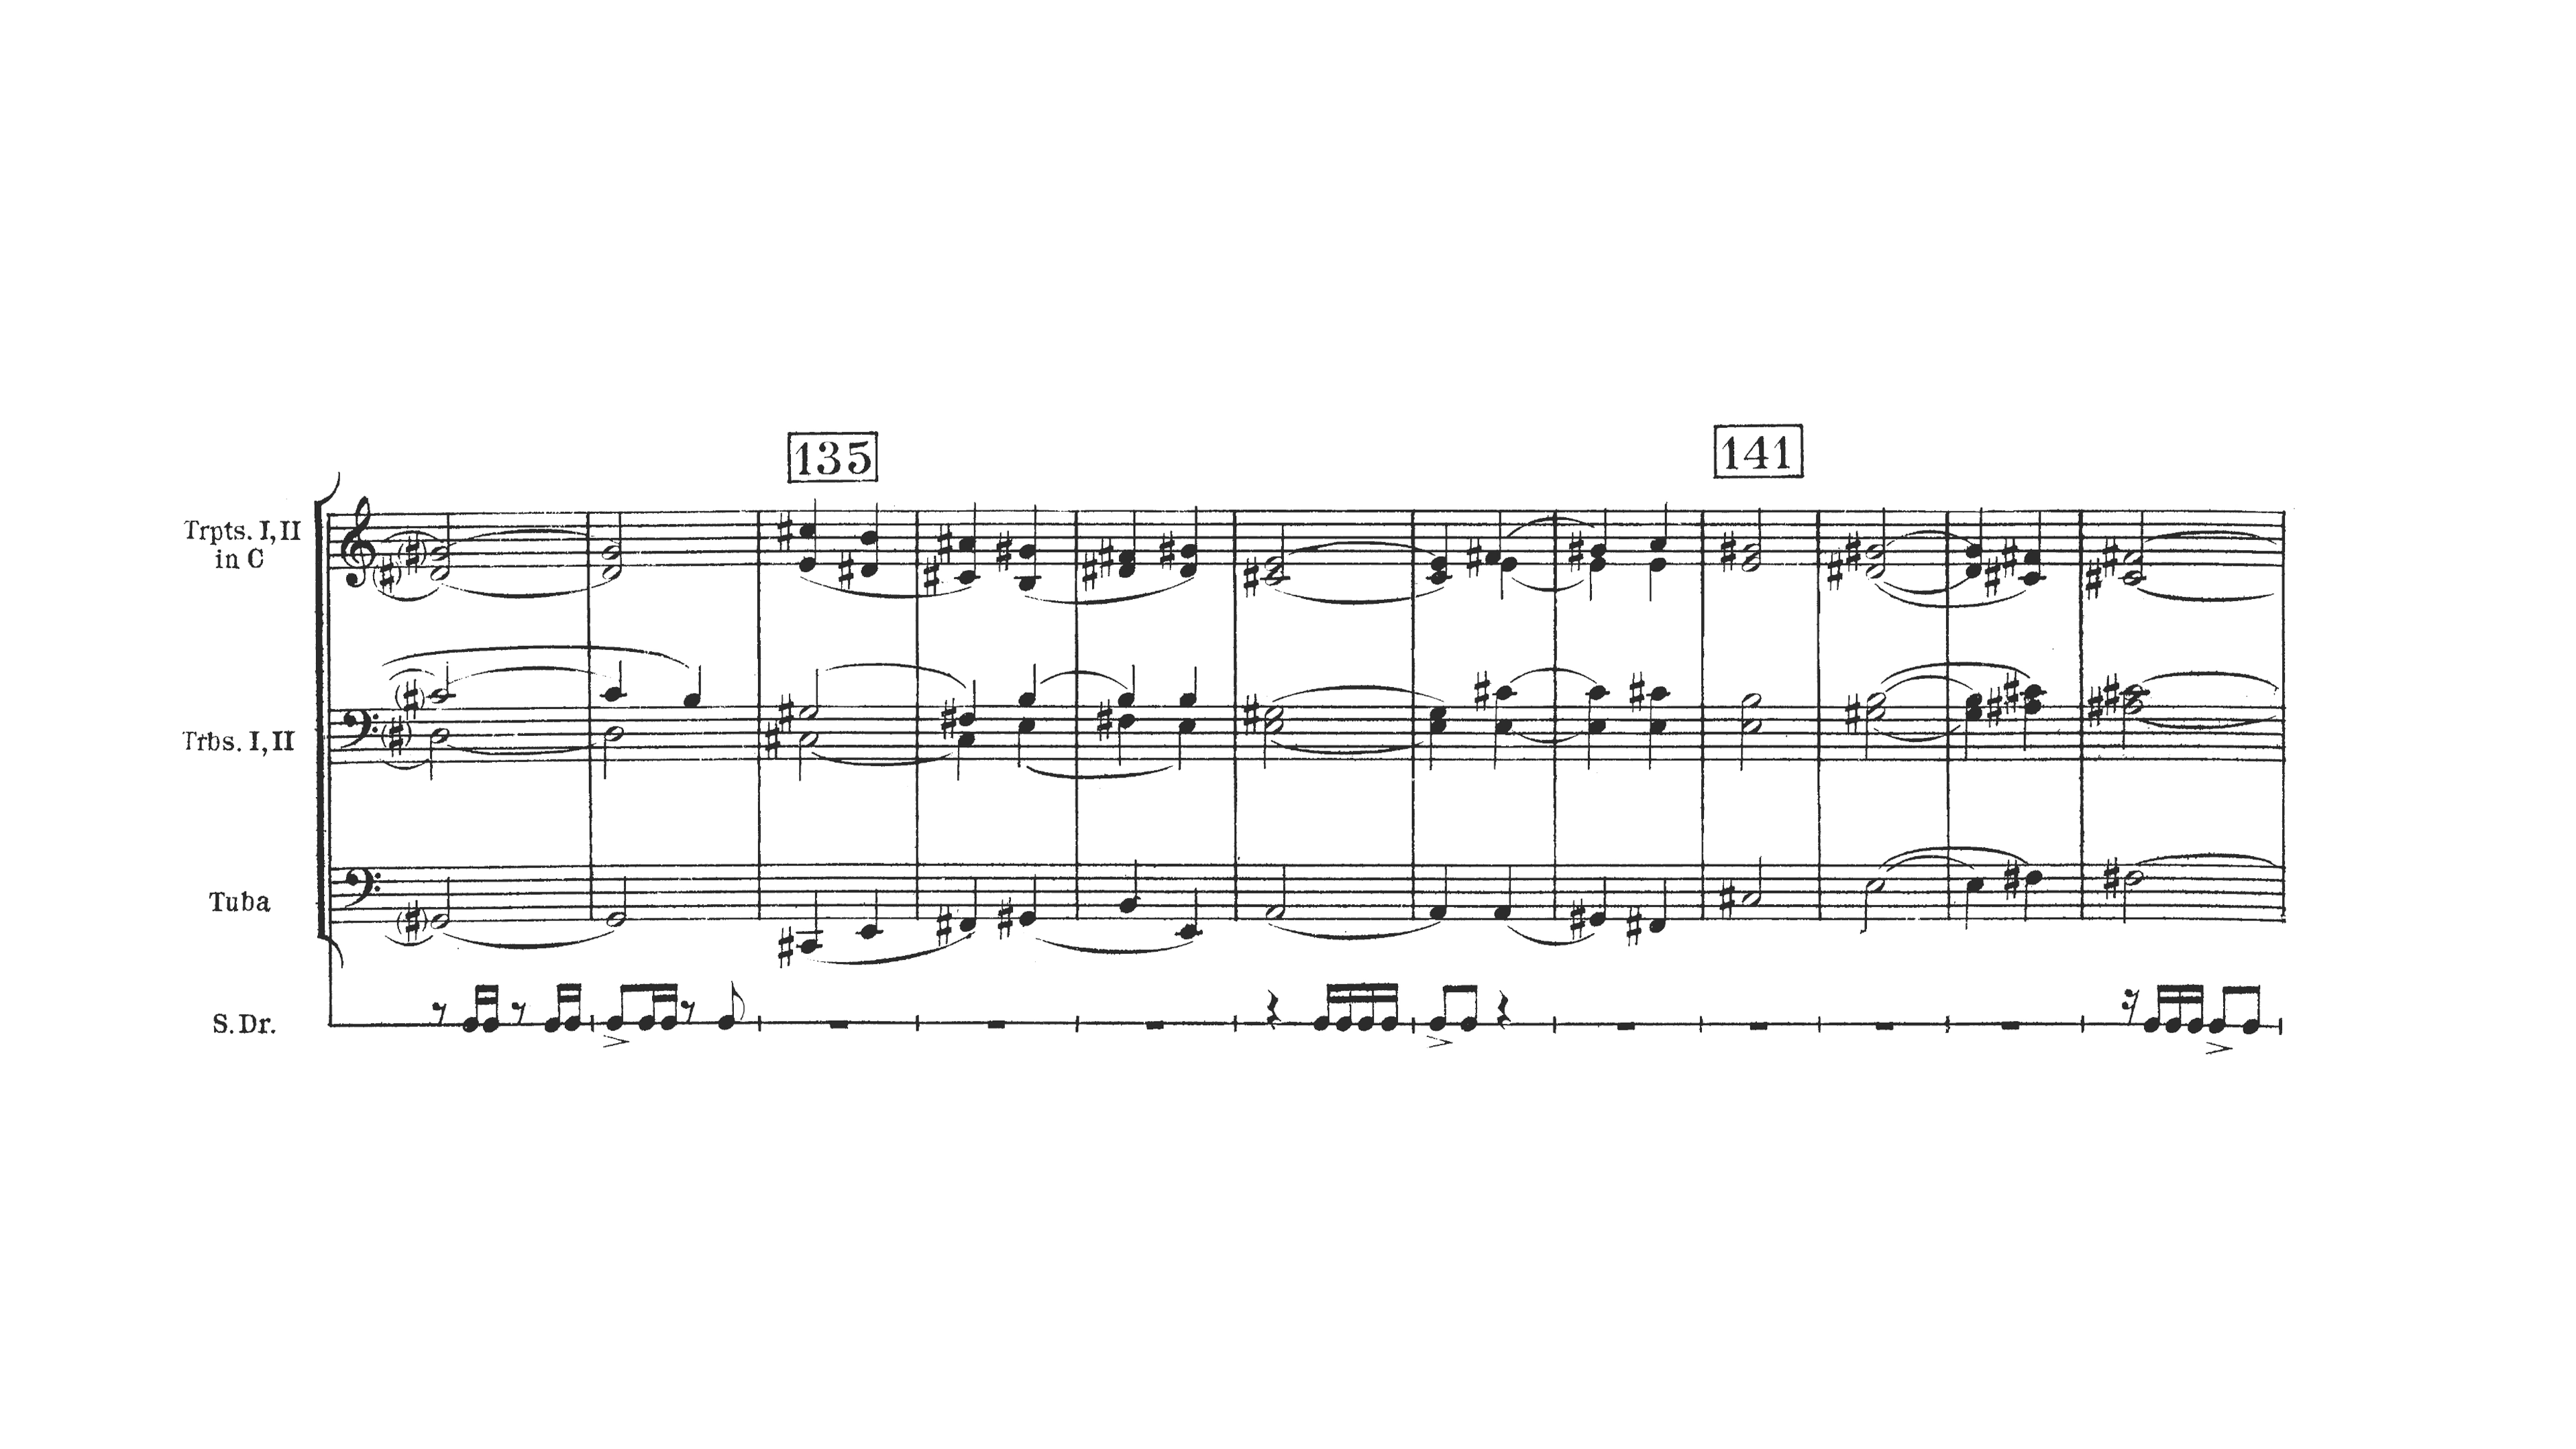 135 141
Trpts. I, II
in C
Trbs. I, II
Tuba
S. Dr.